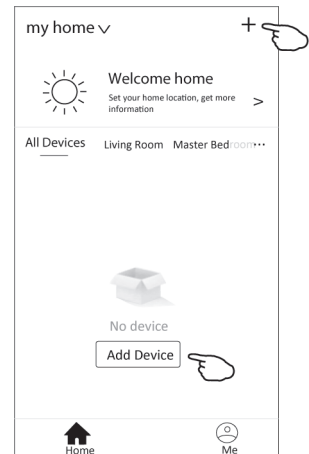 my home
Welcome home
Set your home location, get more
information
All Devices Living Room Master Bedroom...
No device
Add Device
Home Me